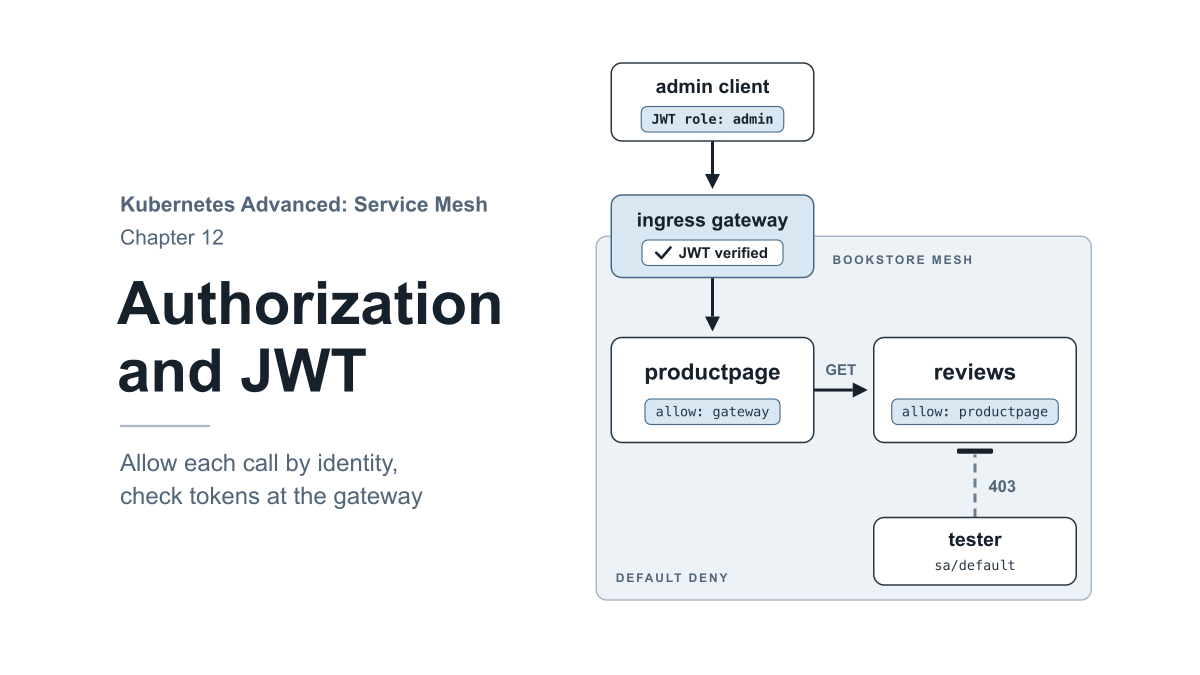 Kubernetes Advanced: Service Mesh
Chapter 12
Authorization
and JWT
Allow each call by identity,
check tokens at the gateway
admin client
JWT role: admin
ingress gateway
JWT verified
BOOKSTORE MESH
productpage
allow: gateway
GET
reviews
allow: productpage
403
tester
sa/default
DEFAULT DENY